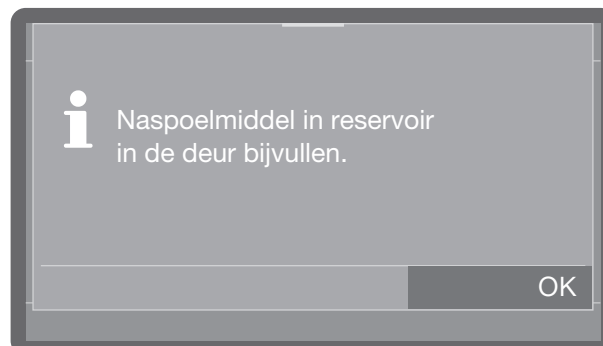 Naspoelmiddel in reservoir
in de deur bijvullen.
OK